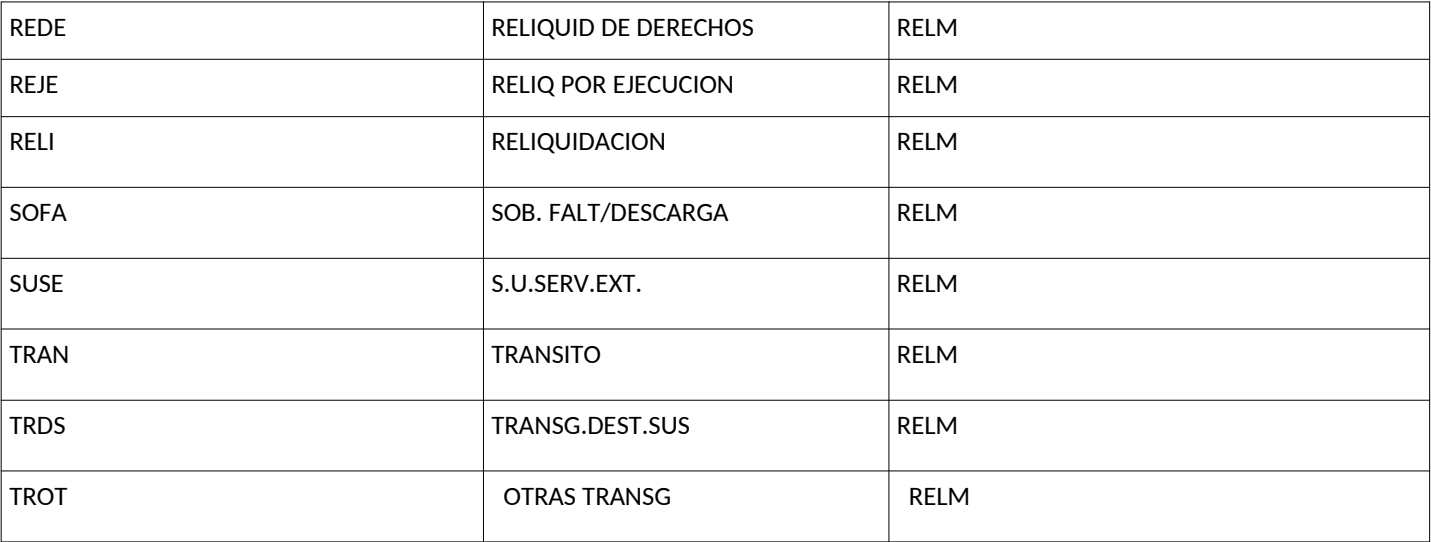 REDE RELIQUID DE DERECHOS RELM
REJE RELIQ POR EJECUCION RELM
RELI RELIQUIDACION RELM
SOFA SOB. FALT/DESCARGA RELM
SUSE S.U.SERV.EXT. RELM
TRAN TRANSITO RELM
TRDS TRANSG.DEST.SUS RELM
TROT OTRAS TRANSG RELM